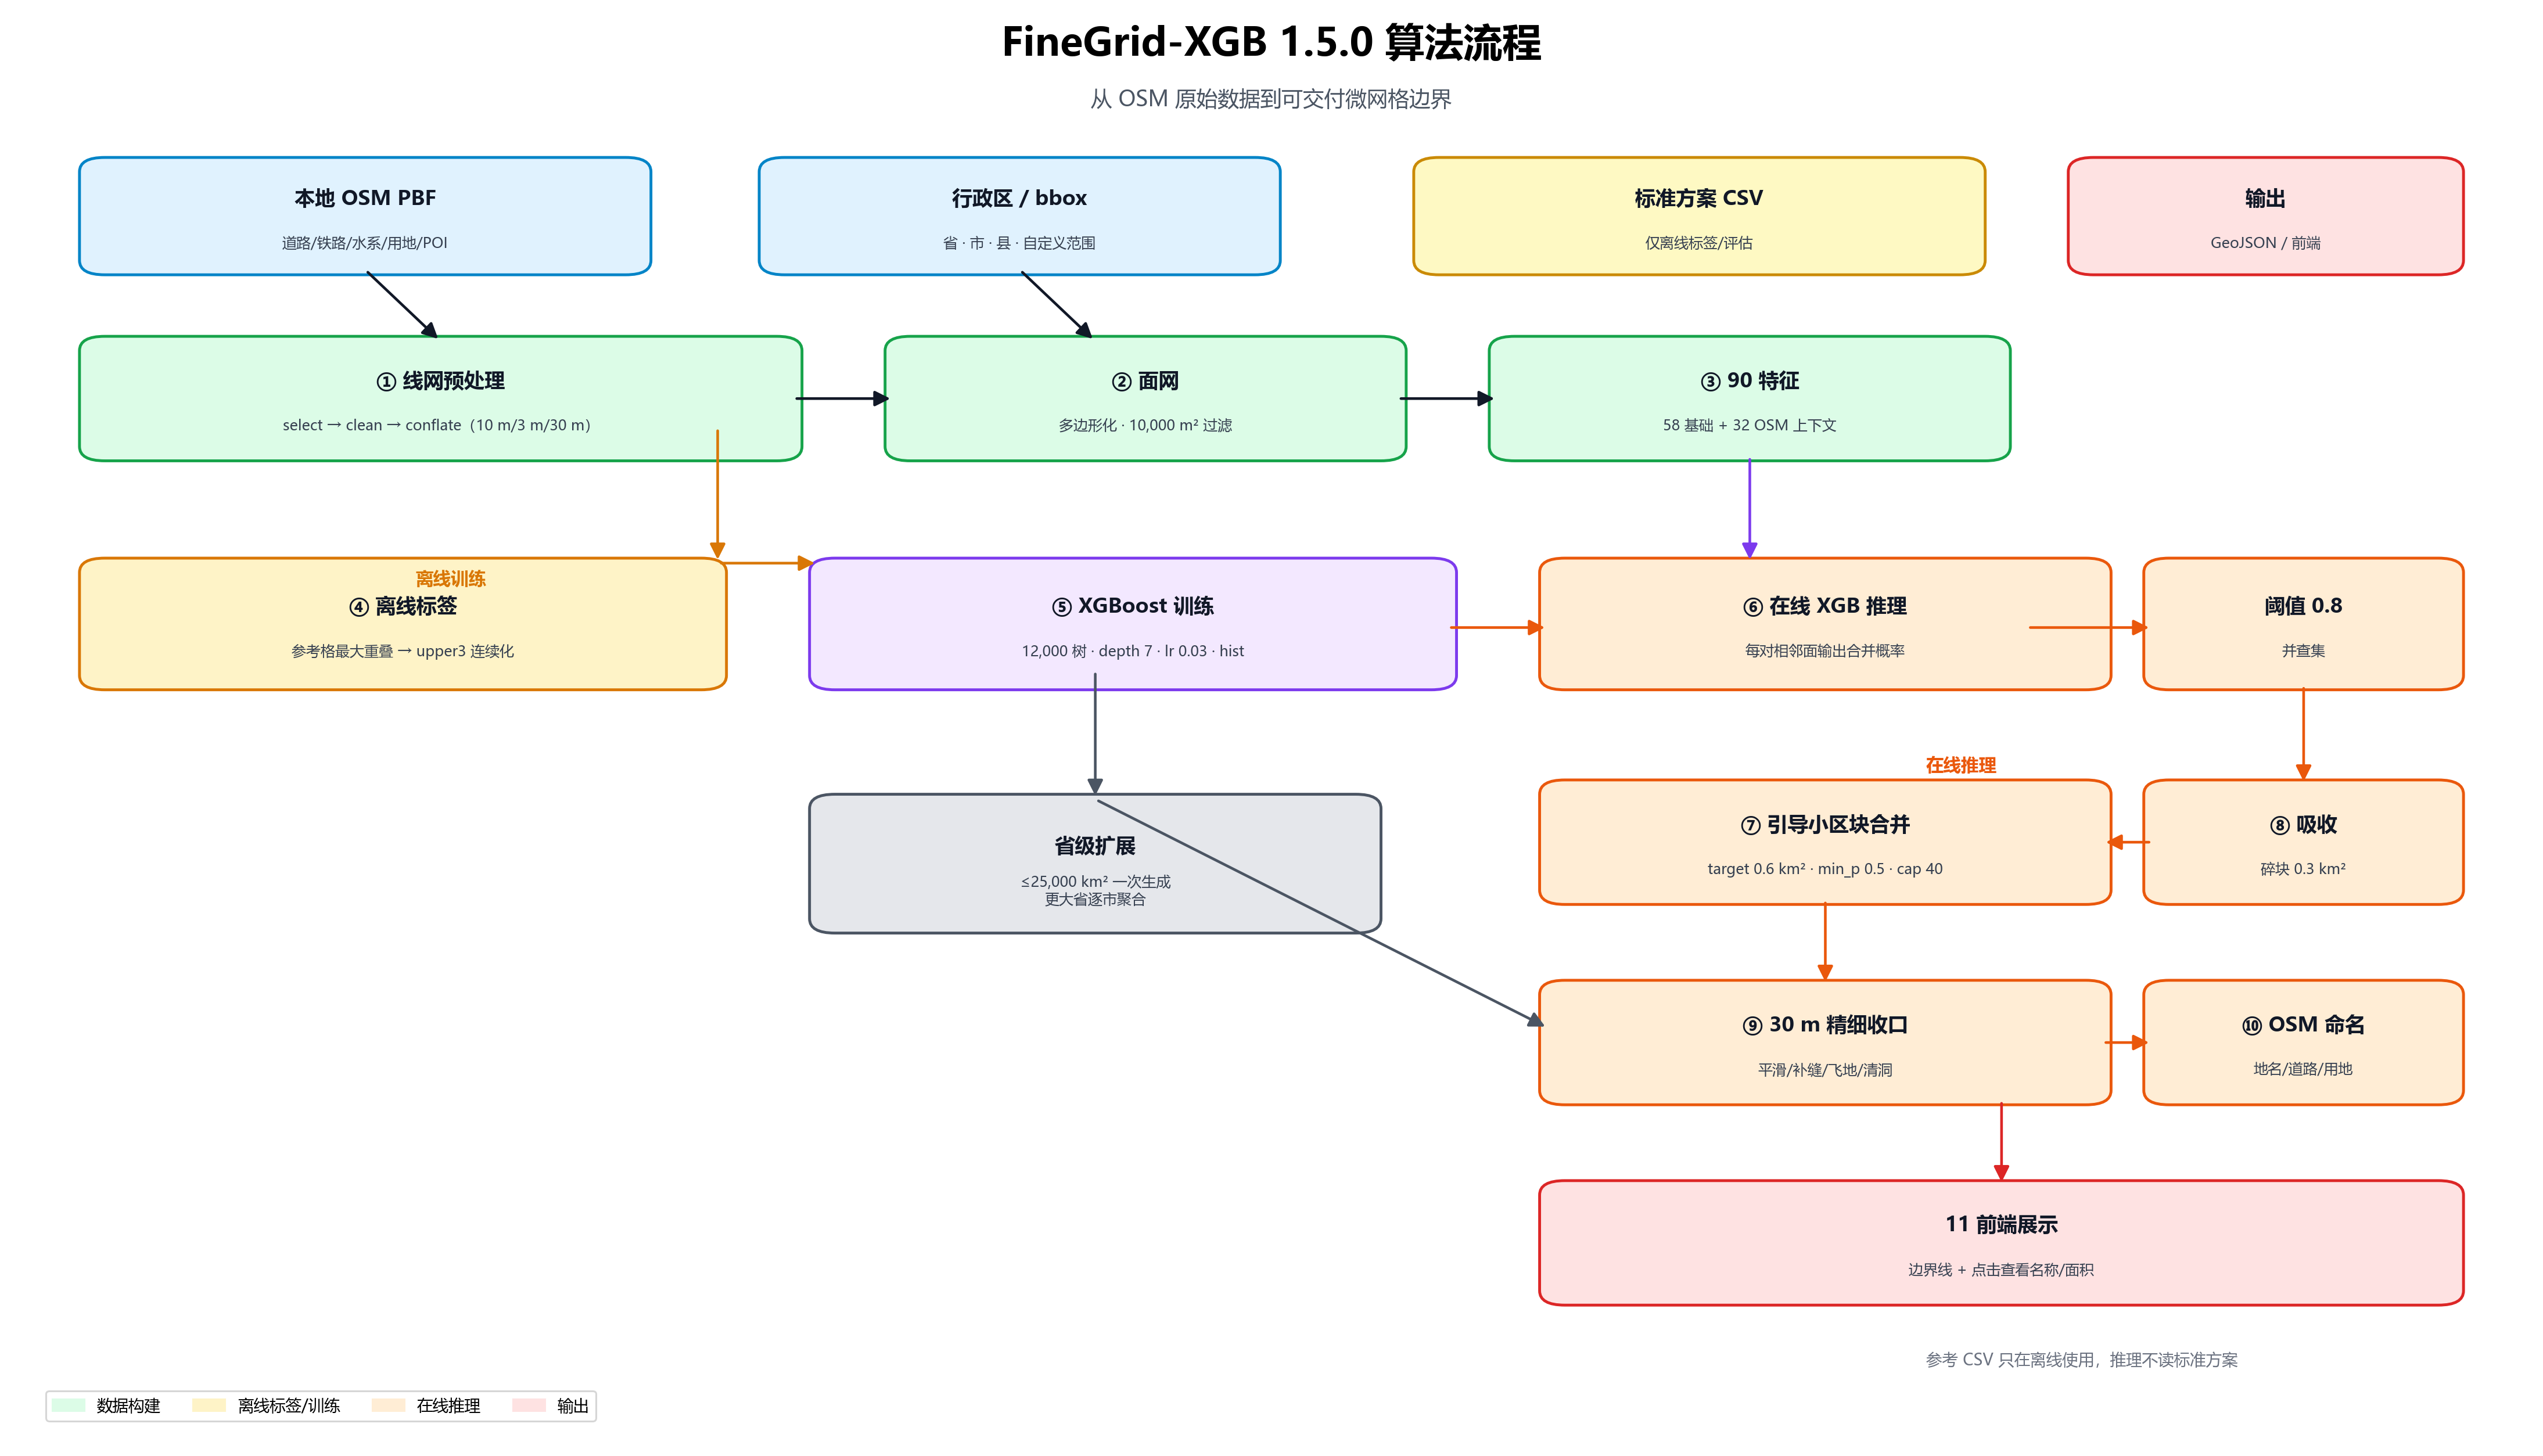 FineGrid-XGB 1.5.0 算法流程
从 OSM 原始数据到可交付微网格边界
本地 OSM PBF
道路/铁路/水系/用地/POI
行政区 / bbox
省 · 市 · 县 · 自定义范围
标准方案 CSV
仅离线标签/评估
输出
GeoJSON / 前端
① 线网预处理
select → clean → conflate（10 m/3 m/30 m）
② 面网
多边形化 · 10,000 m² 过滤
③ 90 特征
58 基础 + 32 OSM 上下文
离线训练
④ 离线标签
参考格最大重叠 → upper3 连续化
⑤ XGBoost 训练
12,000 树 · depth 7 · lr 0.03 · hist
⑥ 在线 XGB 推理
每对相邻面输出合并概率
阈值 0.8
并查集
在线推理
省级扩展
≤25,000 km² 一次生成
更大省逐市聚合
⑦ 引导小区块合并
target 0.6 km² · min_p 0.5 · cap 40
⑧ 吸收
碎块 0.3 km²
⑨ 30 m 精细收口
平滑/补缝/飞地/清洞
⑩ OSM 命名
地名/道路/用地
11 前端展示
边界线 + 点击查看名称/面积
参考 CSV 只在离线使用，推理不读标准方案
数据构建
离线标签/训练
在线推理
输出